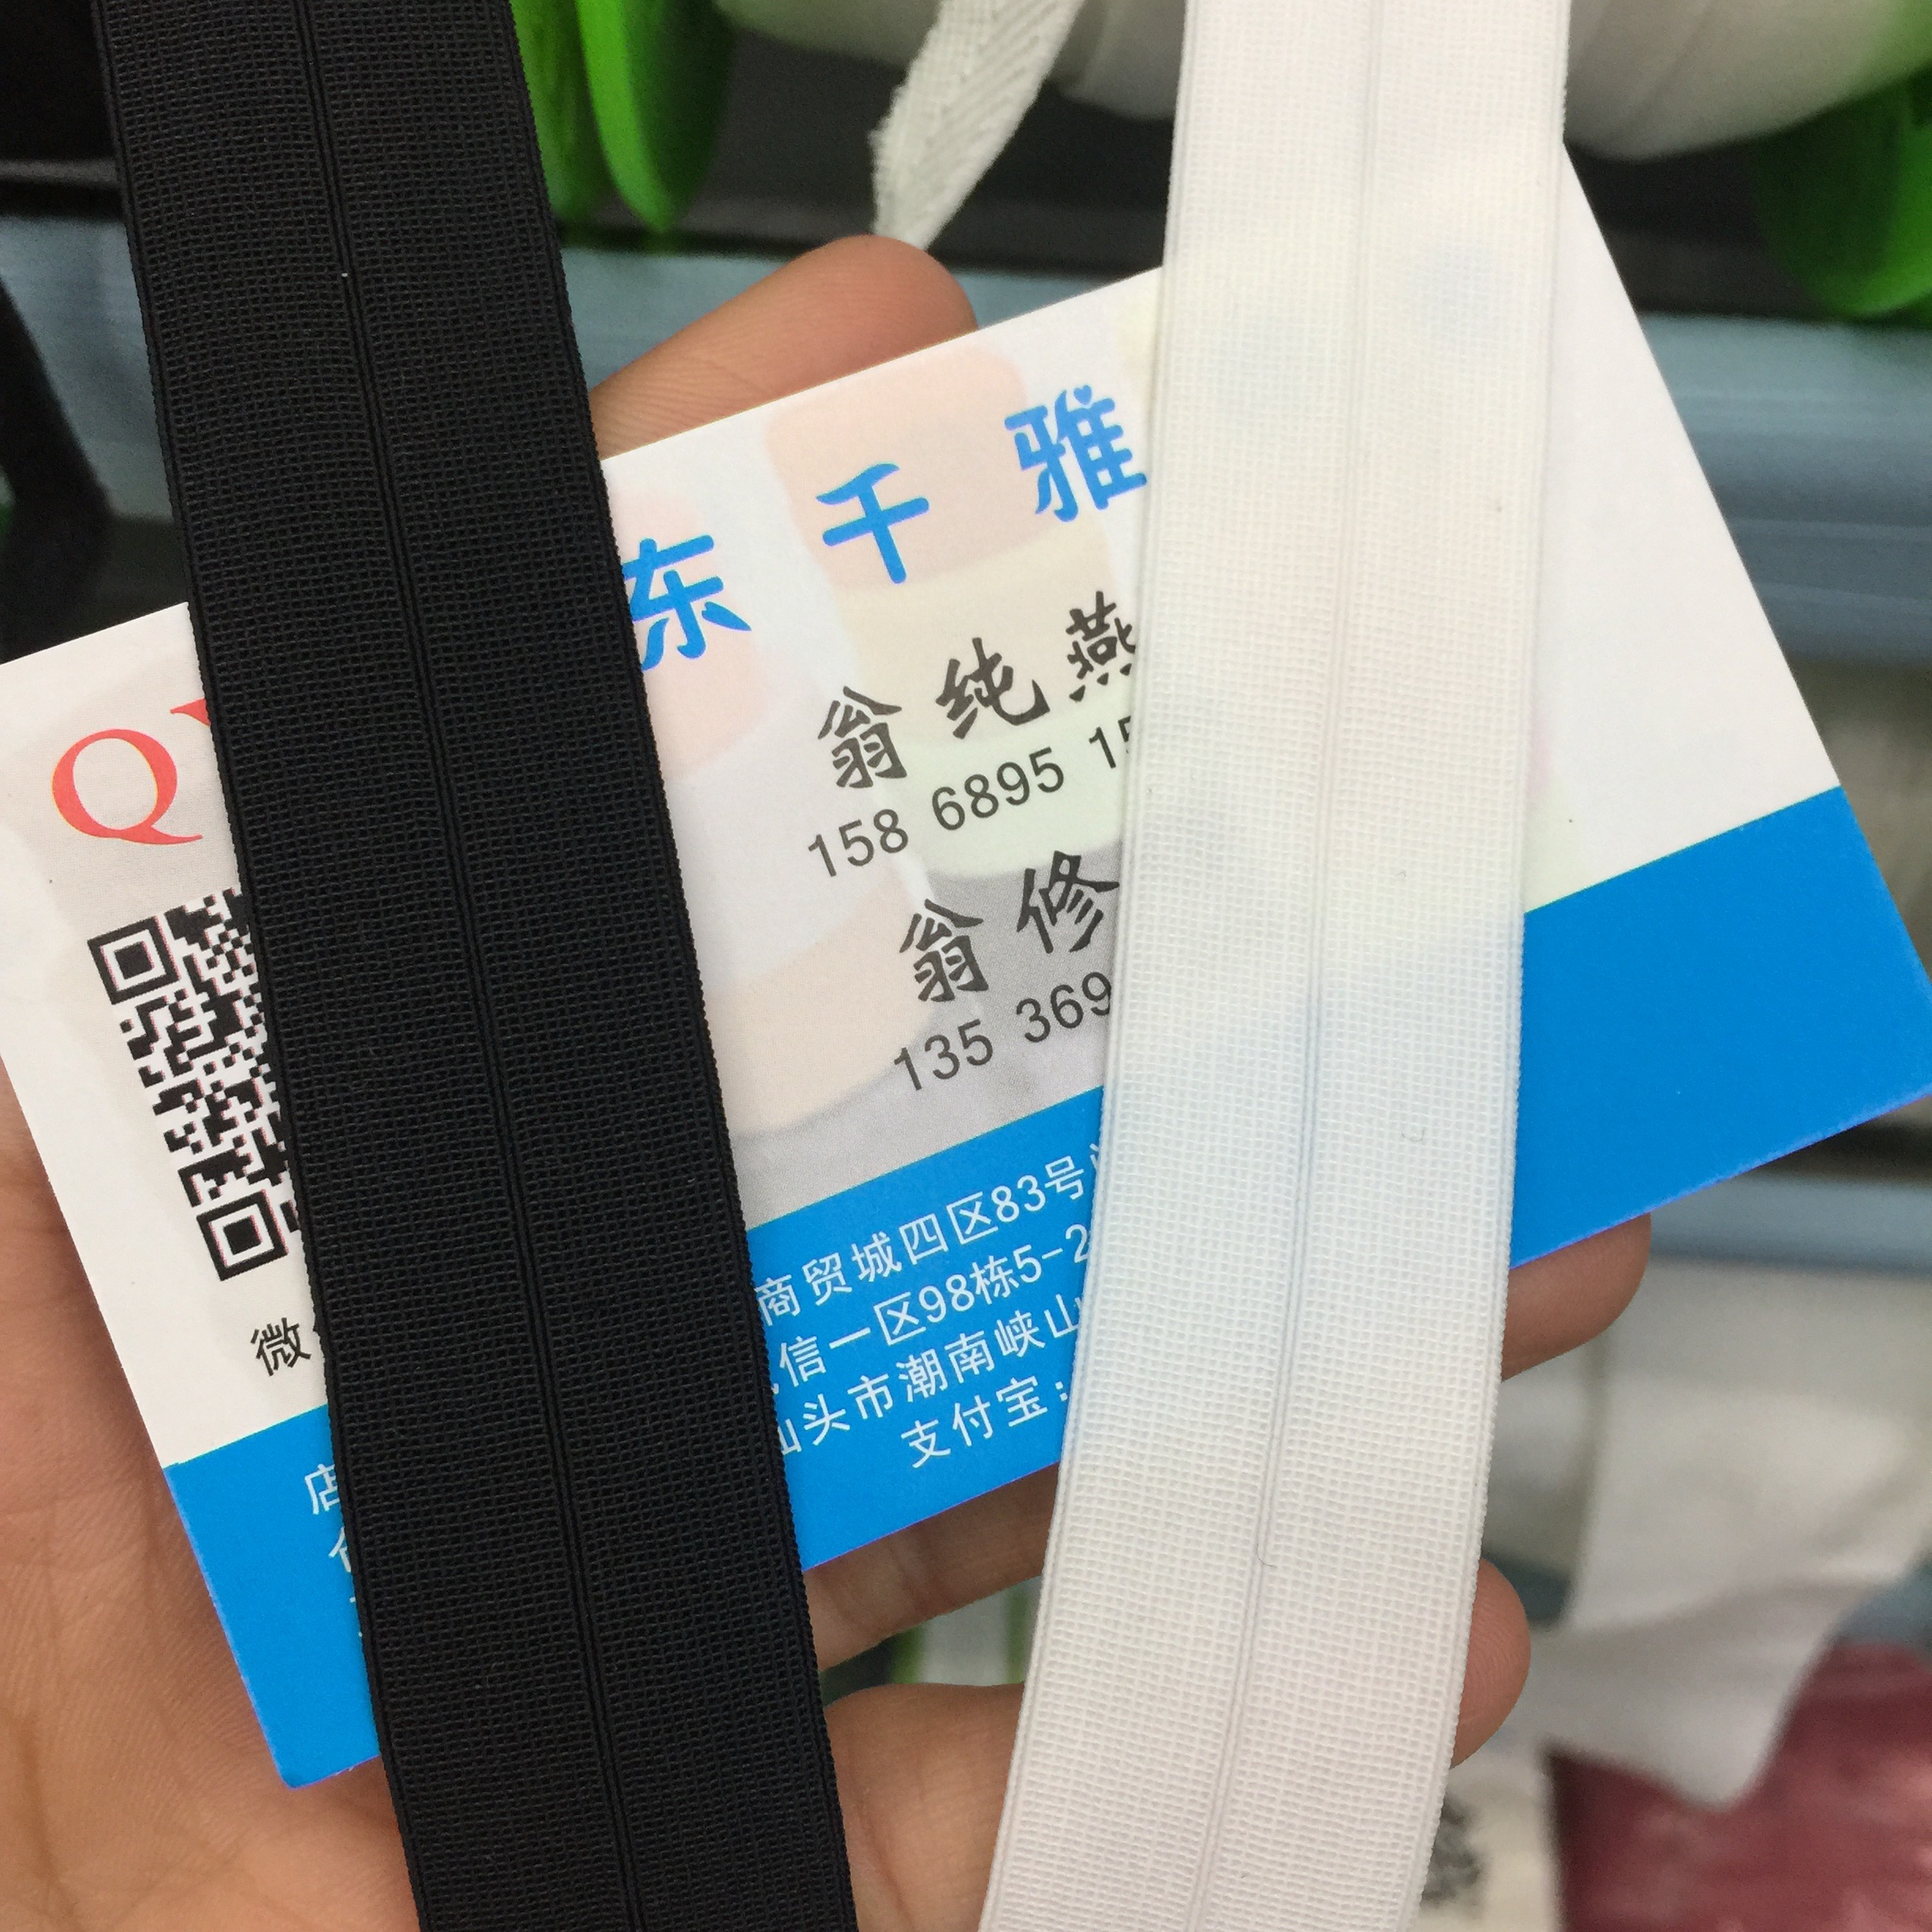 东千雅
Q
翁纯燕
158 6895 15
翁修
135 369
微
店
商贸城四区83号
信一区98栋5-2
汕头市潮南峡山
支付宝: